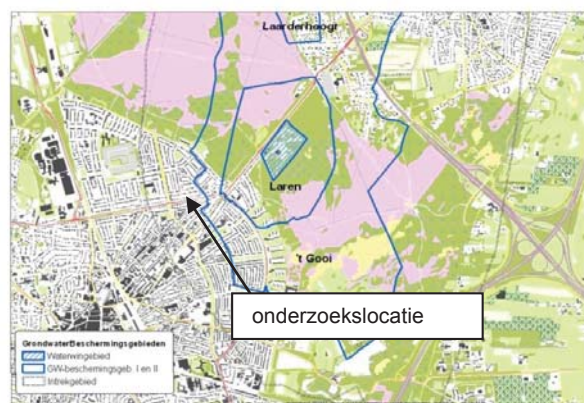 Laarderhoogt
Laren
't Gooi
onderzoekslocatie
GrondwaterBeschermingsgebieden
Waterwingebied
GW-beschermingsgeb. I en II
Intrekgebied